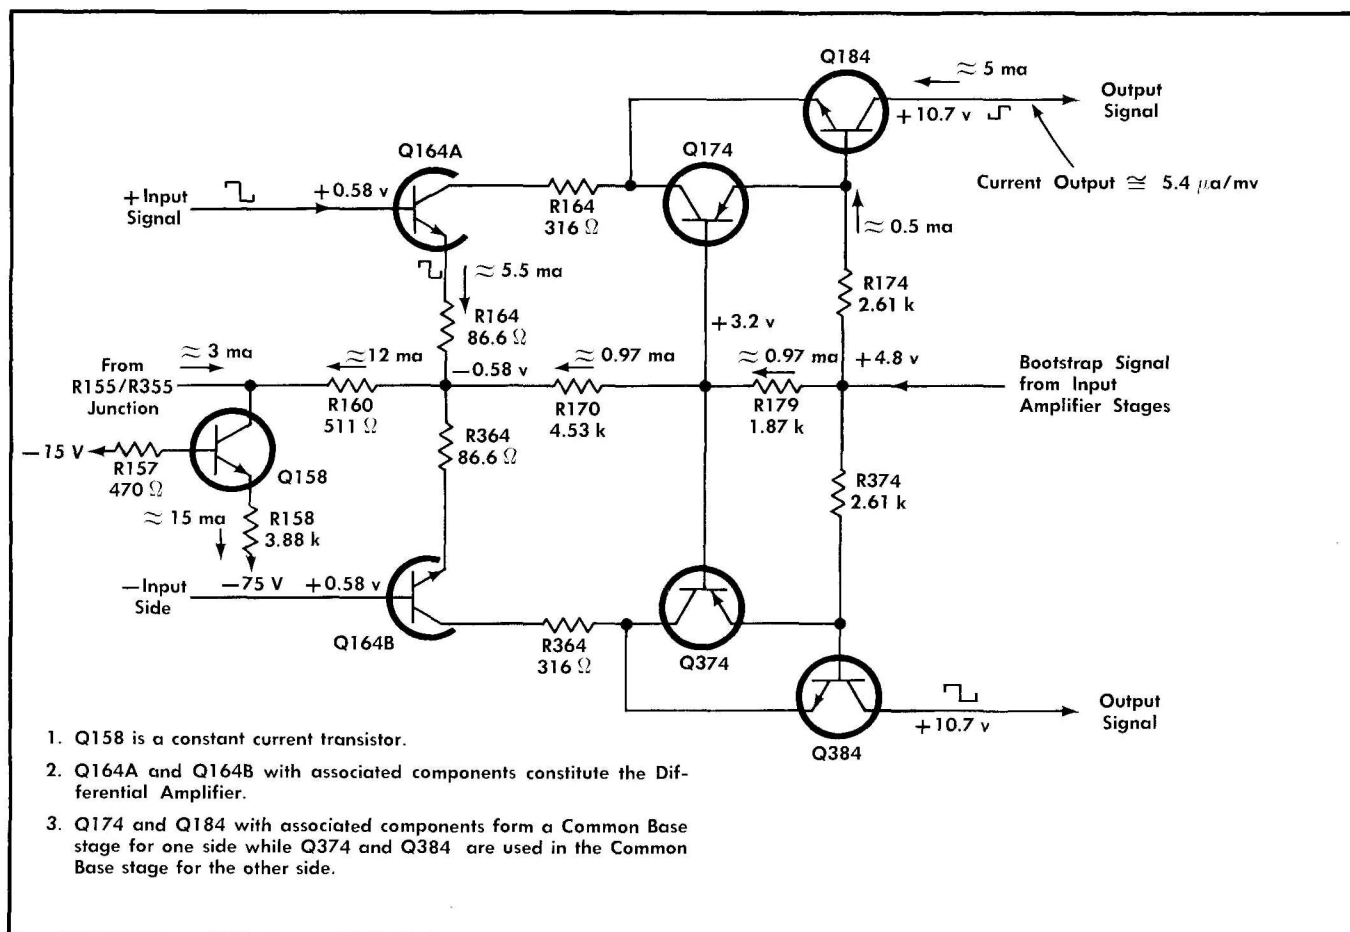 Q184
≈ 5 ma
Output
Signal
+10.7 v
Q164A
Q174
Current Output ≅ 5.4 μa/mv
+Input
Signal
+0.58 v
R164
316 Ω
≈ 0.5 ma
≈ 5.5 ma
R174
2.61 k
R164
86.6 Ω
+3.2 v
From
R155/R355
Junction
≈ 3 ma
≈12 ma
−0.58 v
≈ 0.97 ma
≈ 0.97 ma
+4.8 v
Bootstrap Signal
from Input
Amplifier Stages
R160
511 Ω
R170
4.53 k
R179
1.87 k
R364
86.6 Ω
−15 V
R157
470 Ω
Q158
R374
2.61 k
≈ 15 ma
R158
3.88 k
−75 V
−Input
Side
+0.58 v
Q164B
R364
316 Ω
Q374
Output
Signal
+10.7 v
Q384
1. Q158 is a constant current transistor.
2. Q164A and Q164B with associated components constitute the Dif-
ferential Amplifier.
3. Q174 and Q184 with associated components form a Common Base
stage for one side while Q374 and Q384 are used in the Common
Base stage for the other side.